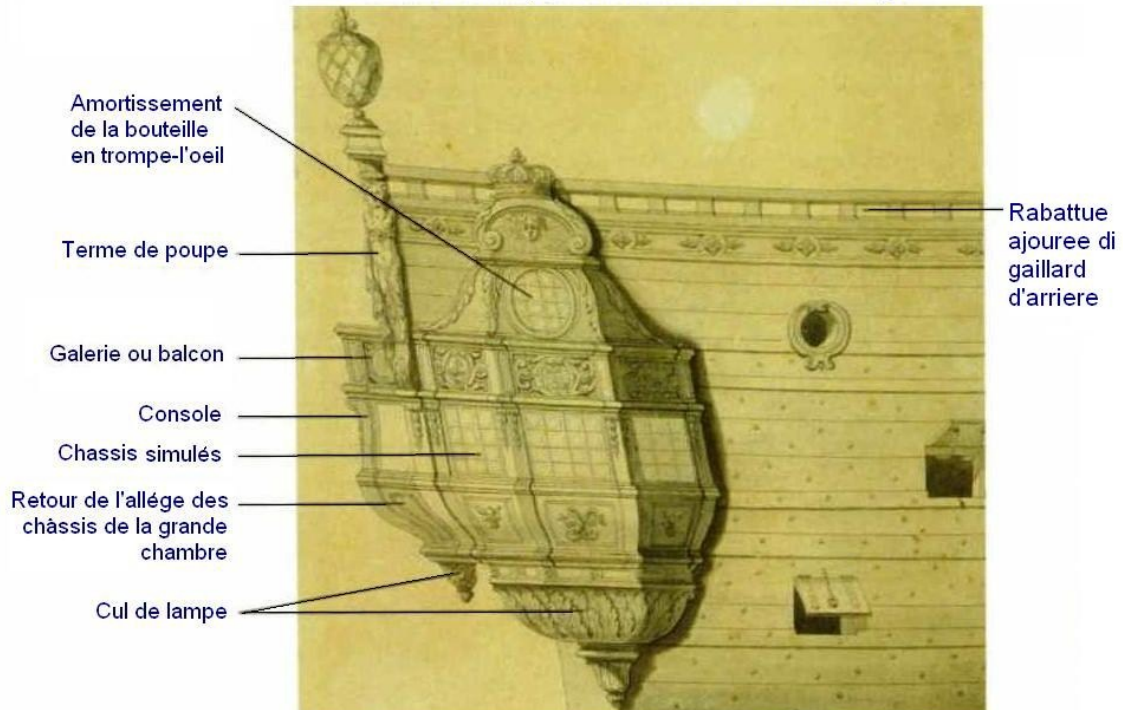 Amortissement
de la bouteille
en trompe-l'oeil
Terme de poupe
Galerie ou balcon
Console
Chassis simulés
Retour de l'allége des
châssis de la grande
chambre
Cul de lampe
Rabattue
ajouree di
gaillard
d'arriere